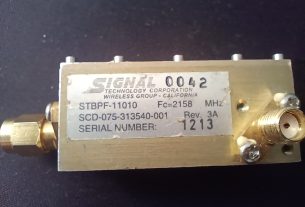 SIGNAL 0042
TECHNOLOGY CORPORATION
WIRELESS GROUP - CALIFORNIA
STBPF-11010 Fc=2158 MHz
SCD-075-313540-001 Rev. 3A
SERIAL NUMBER: 1213